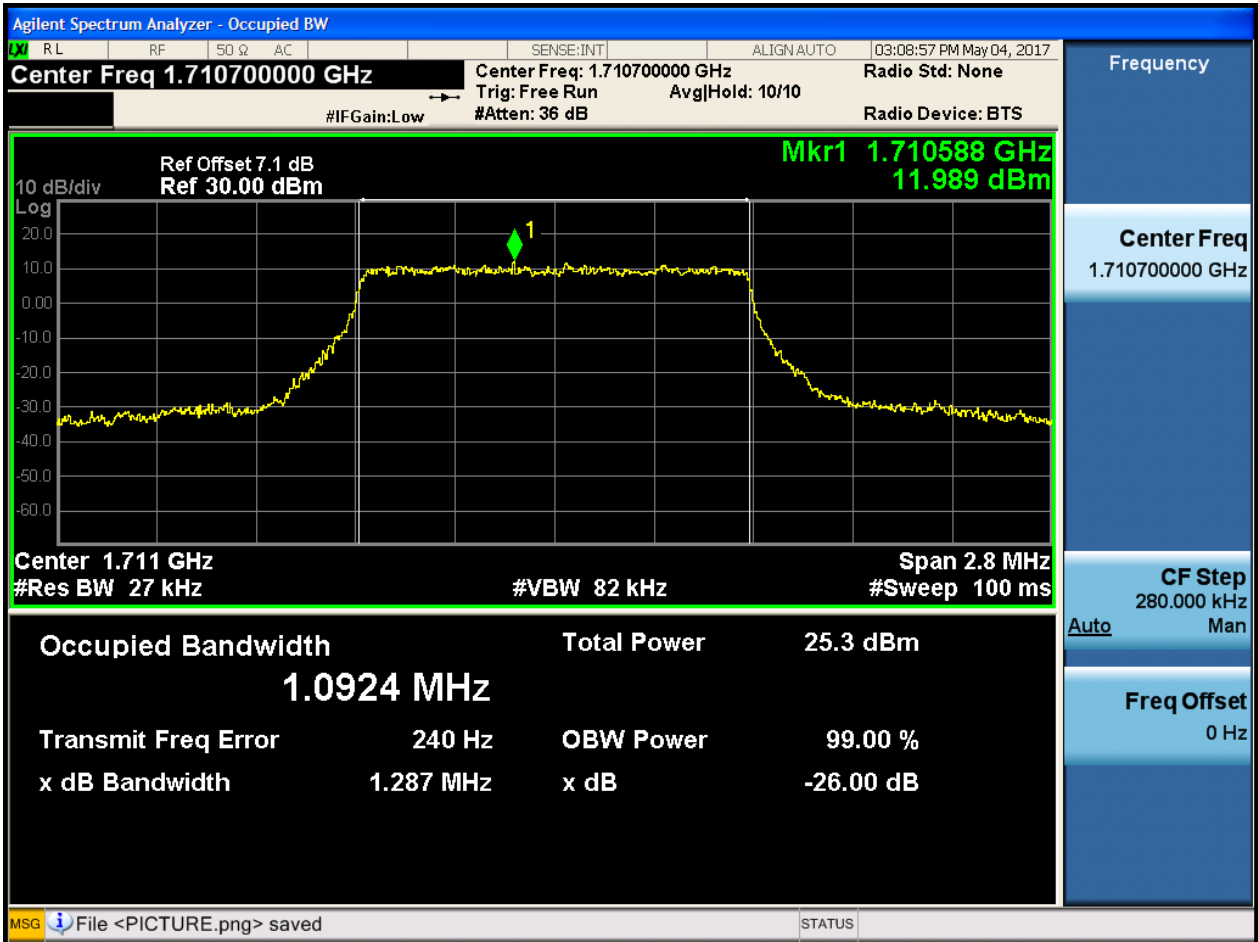 Agilent Spectrum Analyzer - Occupied BW
LXI RL RF 50 Ω AC SENSE:INT ALIGN AUTO 03:08:57 PM May 04, 2017
Center Freq 1.710700000 GHz
Center Freq: 1.710700000 GHz Radio Std: None
Trig: Free Run Avg|Hold: 10/10
#IFGain:Low #Atten: 36 dB Radio Device: BTS
Mkr1 1.710588 GHz
11.989 dBm
Ref Offset 7.1 dB
10 dB/div Ref 30.00 dBm
Log
20.0
10.0
0.00
-10.0
-20.0
-30.0
-40.0
-50.0
-60.0
1
Center 1.711 GHz Span 2.8 MHz
#Res BW 27 kHz #VBW 82 kHz #Sweep 100 ms
Occupied Bandwidth Total Power 25.3 dBm
1.0924 MHz
Transmit Freq Error 240 Hz OBW Power 99.00 %
x dB Bandwidth 1.287 MHz x dB -26.00 dB
Frequency
Center Freq
1.710700000 GHz
CF Step
280.000 kHz
Auto Man
Freq Offset
0 Hz
MSG File <PICTURE.png> saved STATUS